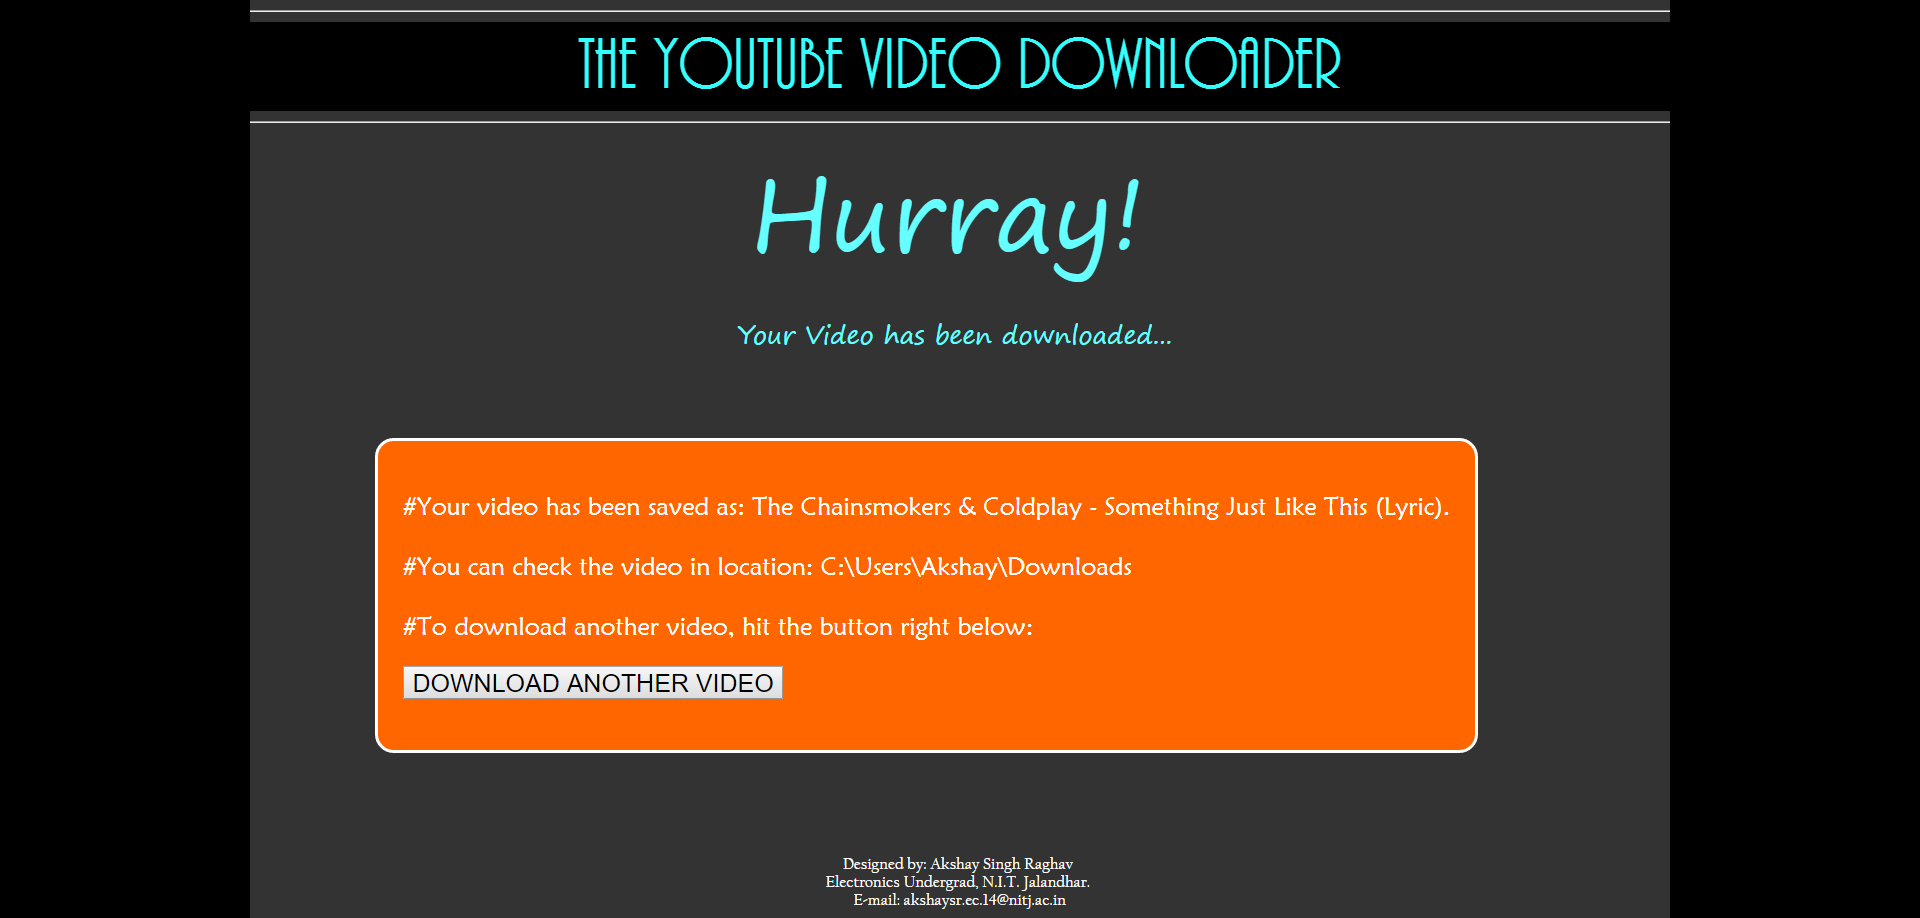 THE YOUTUBE VIDEO DOWNLOADER
Hurray!
Your Video has been downloaded...
#Your video has been saved as: The Chainsmokers & Coldplay - Something Just Like This (Lyric).
#You can check the video in location: C:\Users\Akshay\Downloads
#To download another video, hit the button right below:
DOWNLOAD ANOTHER VIDEO
Designed by: Akshay Singh Raghav
Electronics Undergrad, N.I.T. Jalandhar.
E-mail: akshaysr.ec.14@nitj.ac.in